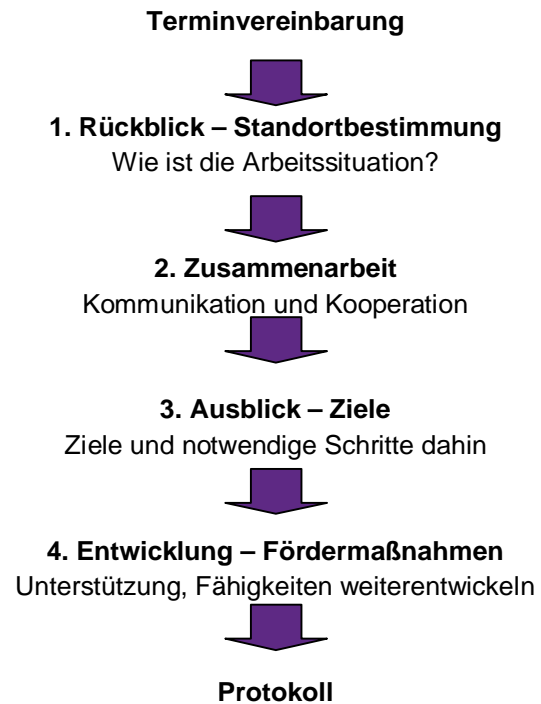 Terminvereinbarung
1. Rückblick – Standortbestimmung
Wie ist die Arbeitssituation?
2. Zusammenarbeit
Kommunikation und Kooperation
3. Ausblick – Ziele
Ziele und notwendige Schritte dahin
4. Entwicklung – Fördermaßnahmen
Unterstützung, Fähigkeiten weiterentwickeln
Protokoll